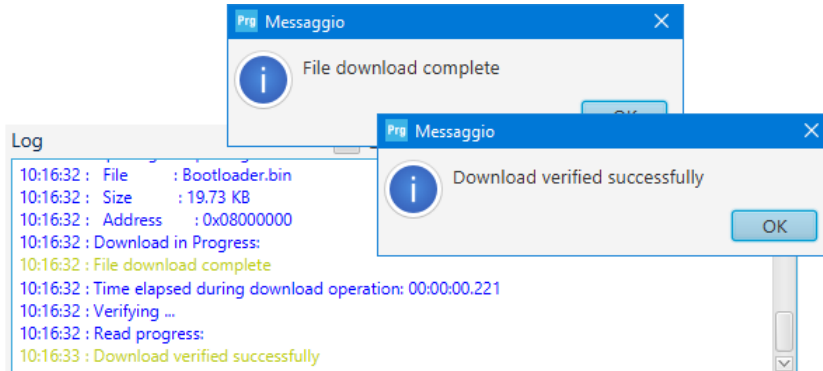 Prg Messaggio
File download complete
OK
Prg Messaggio
Download verified successfully
OK
Log
10:16:32 : File : Bootloader.bin
10:16:32 : Size : 19.73 KB
10:16:32 : Address : 0x08000000
10:16:32 : Download in Progress:
10:16:32 : File download complete
10:16:32 : Time elapsed during download operation: 00:00:00.221
10:16:32 : Verifying ...
10:16:32 : Read progress:
10:16:33 : Download verified successfully